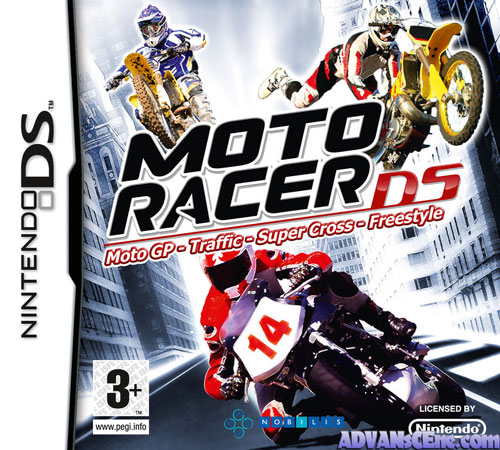 NINTENDO DS™
MOTO
RACER DS
Moto GP - Traffic - Super Cross - Freestyle
14
3+
www.pegi.info
NOBILIS
LICENSED BY
Nintendo
ADVANsCEne.com